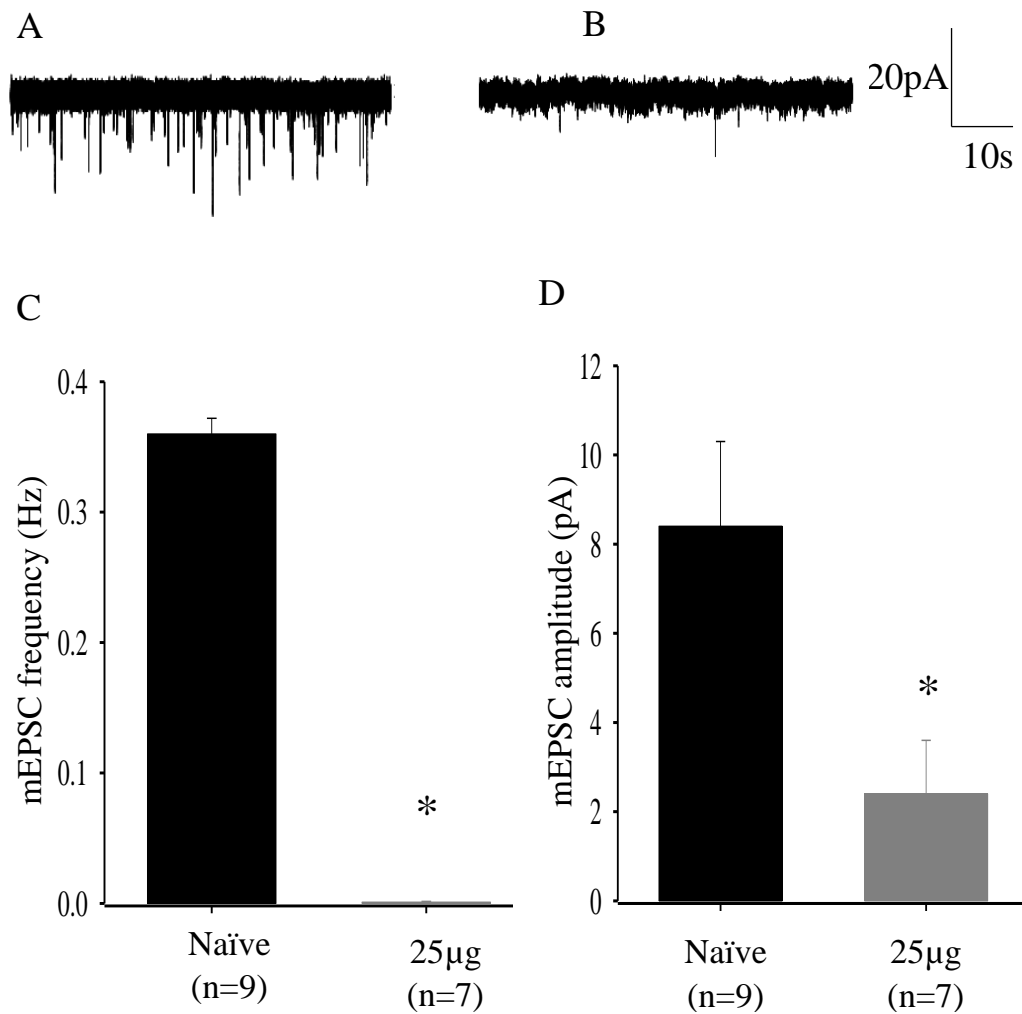 A
B
20pA
10s
C
mEPSC frequency (Hz)
0.4
0.3
0.2
0.1
0.0
*
Naïve
(n=9)
25µg
(n=7)
D
mEPSC amplitude (pA)
12
10
8
6
4
2
0
*
Naïve
(n=9)
25µg
(n=7)